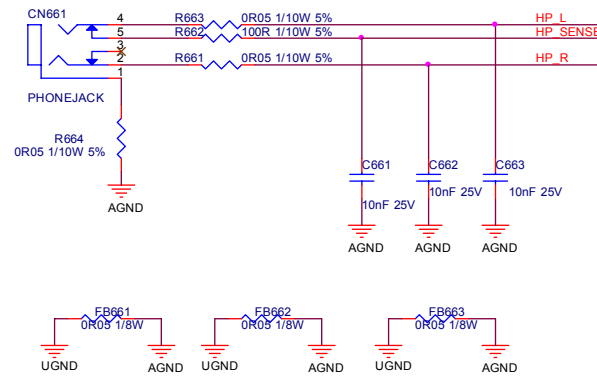 CN661
4
5
3
2
1
PHONEJACK
R663 0R05 1/10W 5%
R662 100R 1/10W 5%
R661 0R05 1/10W 5%
HP_L
HP_SENSE
HP_R
R664
0R05 1/10W 5%
AGND
C661
10nF 25V
AGND
C662
10nF 25V
AGND
C663
10nF 25V
AGND
FB661
0R05 1/8W
UGND
AGND
FB662
0R05 1/8W
UGND
AGND
FB663
0R05 1/8W
UGND
AGND